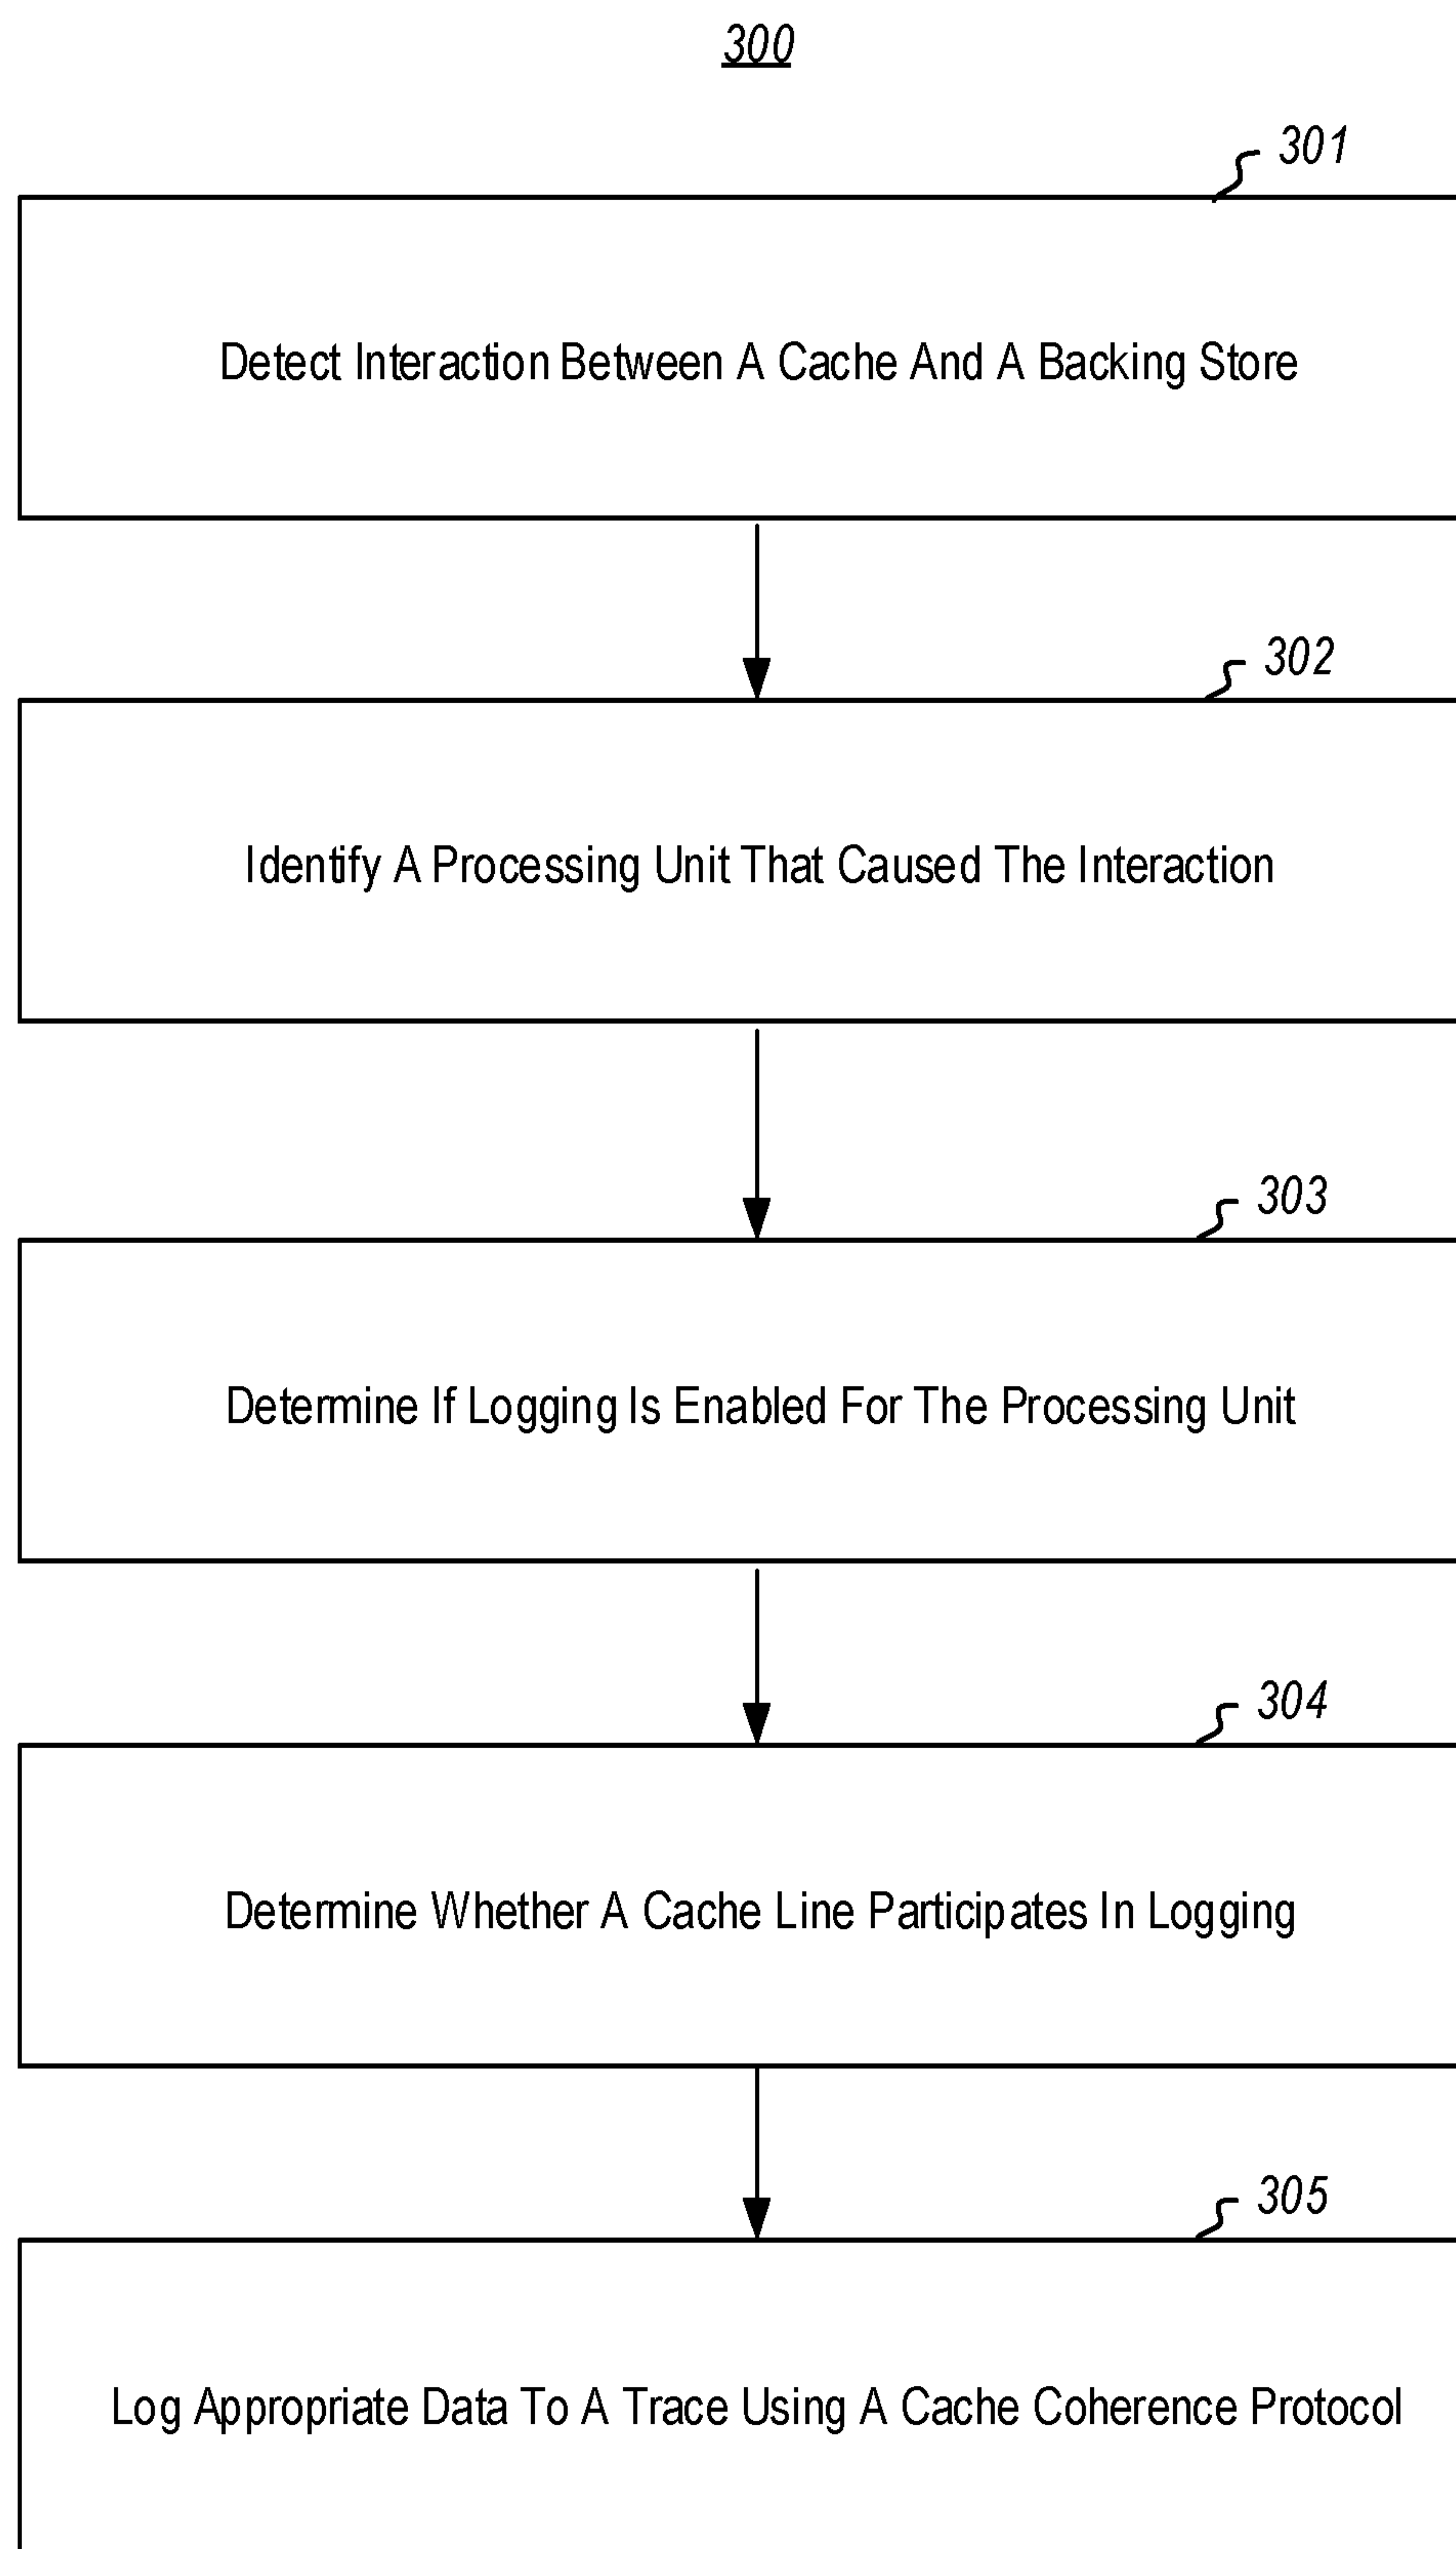 300
301
Detect Interaction Between A Cache And A Backing Store
302
Identify A Processing Unit That Caused The Interaction
303
Determine If Logging Is Enabled For The Processing Unit
304
Determine Whether A Cache Line Participates In Logging
305
Log Appropriate Data To A Trace Using A Cache Coherence Protocol